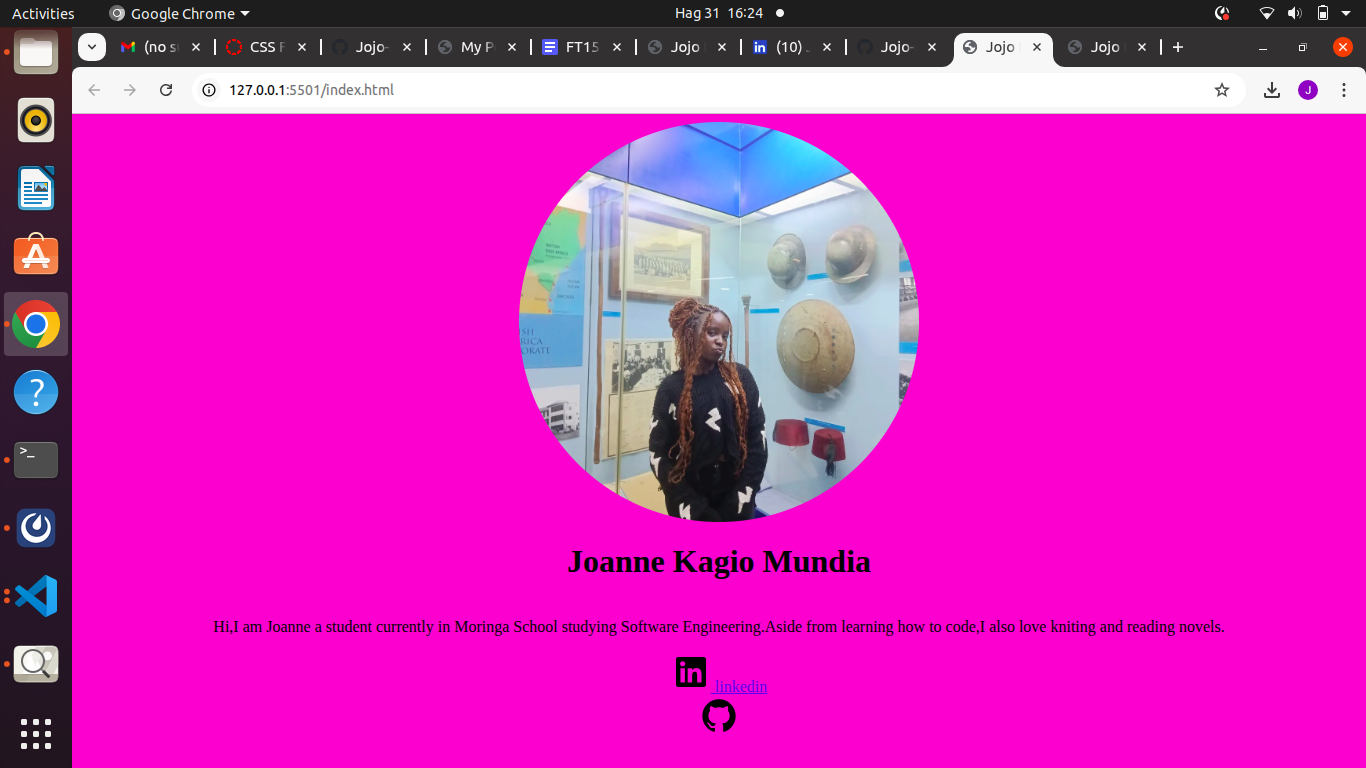 Activities Google Chrome Hag 31 16:24
(no s CSS F Jojo- My P FT15 Jojo (10) J Jojo- Jojo Jojo
127.0.0.1:5501/index.html J
Joanne Kagio Mundia
Hi,I am Joanne a student currently in Moringa School studying Software Engineering.Aside from learning how to code,I also love kniting and reading novels.
in linkedin